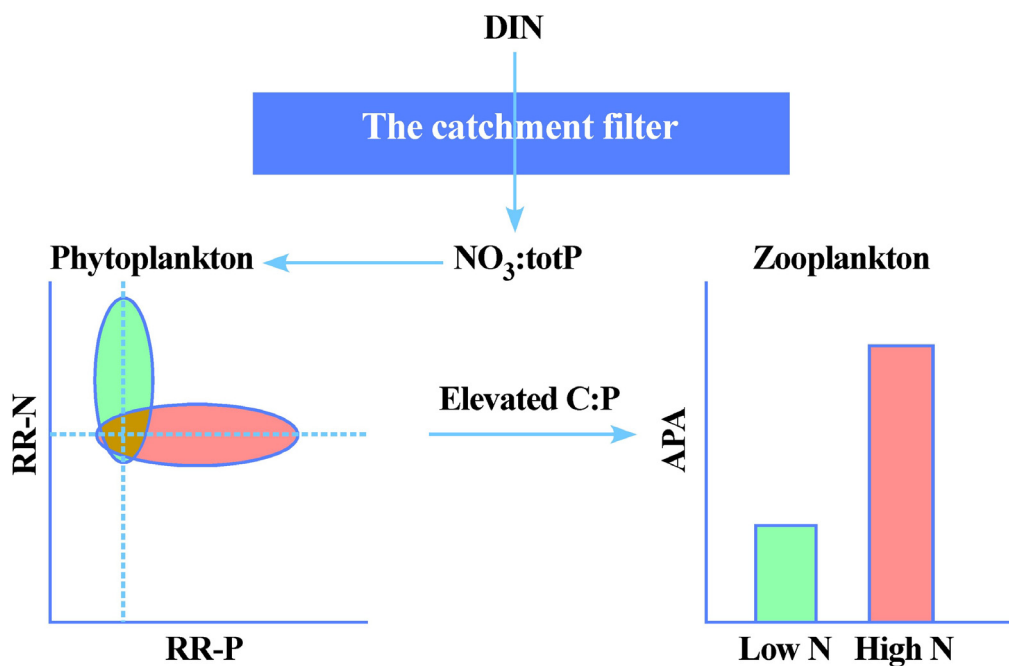 DIN
The catchment filter
Phytoplankton
NO₃:totP
Zooplankton
RR-N
Elevated C:P
APA
RR-P
Low N
High N